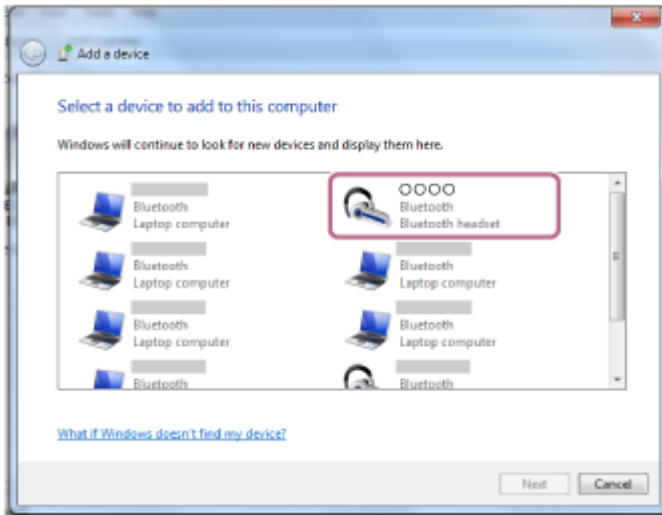 Add a device
Select a device to add to this computer
Windows will continue to look for new devices and display them here.
Bluetooth
Laptop computer
OOOO
Bluetooth
Bluetooth headset
Bluetooth
Laptop computer
Bluetooth
Laptop computer
Bluetooth
Laptop computer
Bluetooth
Laptop computer
Bluetooth
Bluetooth
What if Windows doesn't find my device?
Next
Cancel